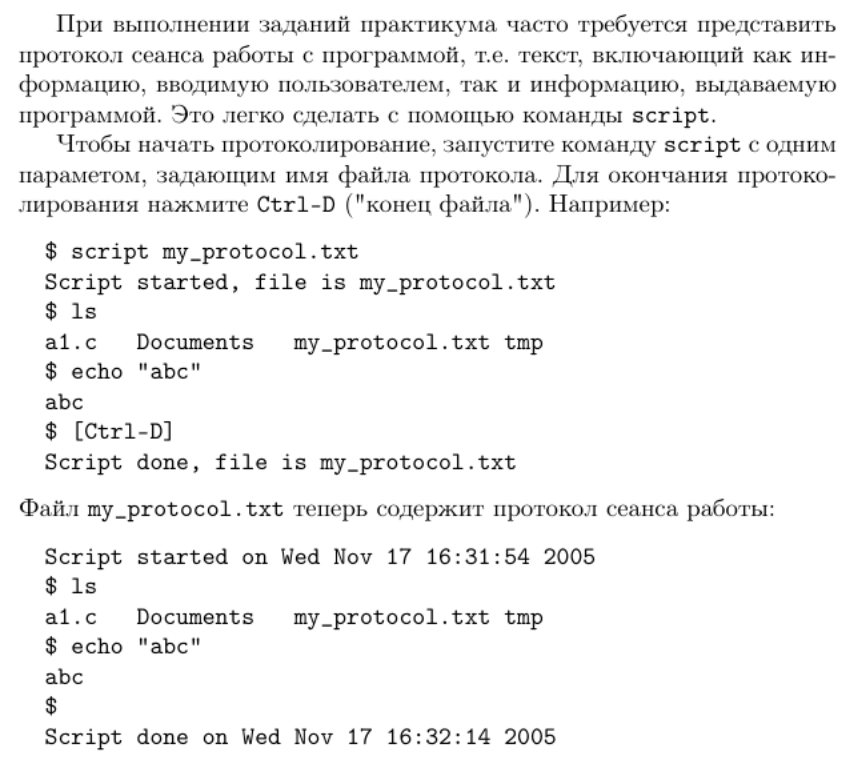 При выполнении заданий практикума часто требуется представить
протокол сеанса работы с программой, т.е. текст, включающий как ин-
формацию, вводимую пользователем, так и информацию, выдаваемую
программой. Это легко сделать с помощью команды script.
Чтобы начать протоколирование, запустите команду script с одним
параметом, задающим имя файла протокола. Для окончания протоко-
лирования нажмите Ctrl-D ("конец файла"). Например:
$ script my_protocol.txt
Script started, file is my_protocol.txt
$ ls
a1.c   Documents   my_protocol.txt tmp
$ echo "abc"
abc
$ [Ctrl-D]
Script done, file is my_protocol.txt
Файл my_protocol.txt теперь содержит протокол сеанса работы:
Script started on Wed Nov 17 16:31:54 2005
$ ls
a1.c   Documents   my_protocol.txt tmp
$ echo "abc"
abc
$
Script done on Wed Nov 17 16:32:14 2005